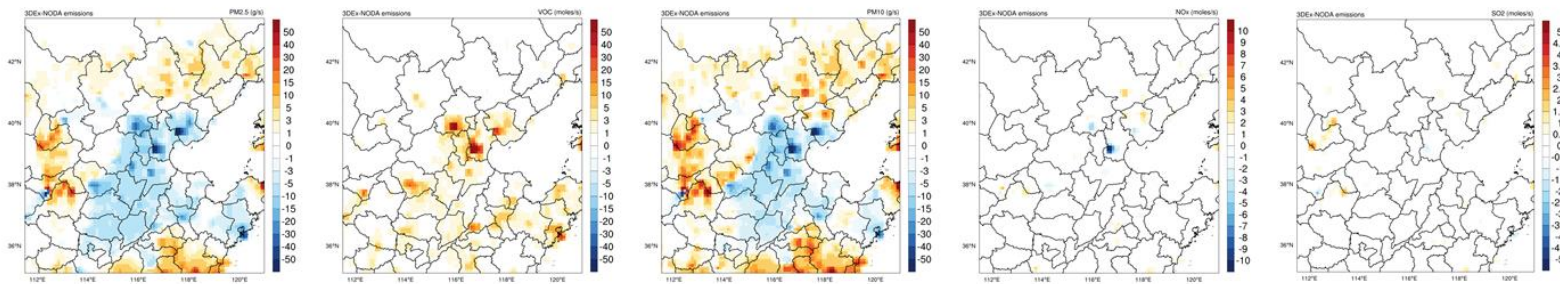 3DEx-NODA emissions PM2.5 (g/s)
50
40
30
20
15
10
5
3
1
0
-1
-3
-5
-10
-15
-20
-30
-40
-50
42°N
40°N
38°N
36°N
112°E 114°E 116°E 118°E 120°E
3DEx-NODA emissions VOC (moles/s)
50
40
30
20
15
10
5
3
1
0
-1
-3
-5
-10
-15
-20
-30
-40
-50
42°N
40°N
38°N
36°N
112°E 114°E 116°E 118°E 120°E
3DEx-NODA emissions PM10 (g/s)
50
40
30
20
15
10
5
3
1
0
-1
-3
-5
-10
-15
-20
-30
-40
-50
42°N
40°N
38°N
36°N
112°E 114°E 116°E 118°E 120°E
3DEx-NODA emissions NOx (moles/s)
10
9
8
7
6
5
4
3
2
1
0
-1
-2
-3
-4
-5
-6
-7
-8
-9
-10
42°N
40°N
38°N
36°N
112°E 114°E 116°E 118°E 120°E
3DEx-NODA emissions SO2 (moles/s)
42°N
40°N
38°N
36°N
112°E 114°E 116°E 118°E 120°E